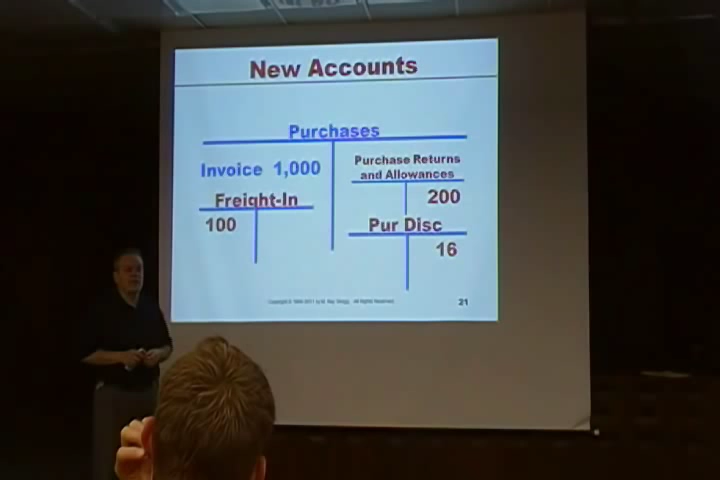 New Accounts
Purchases
Invoice 1,000
Purchase Returns
and Allowances
200
Freight-In
100
Pur Disc
16
21